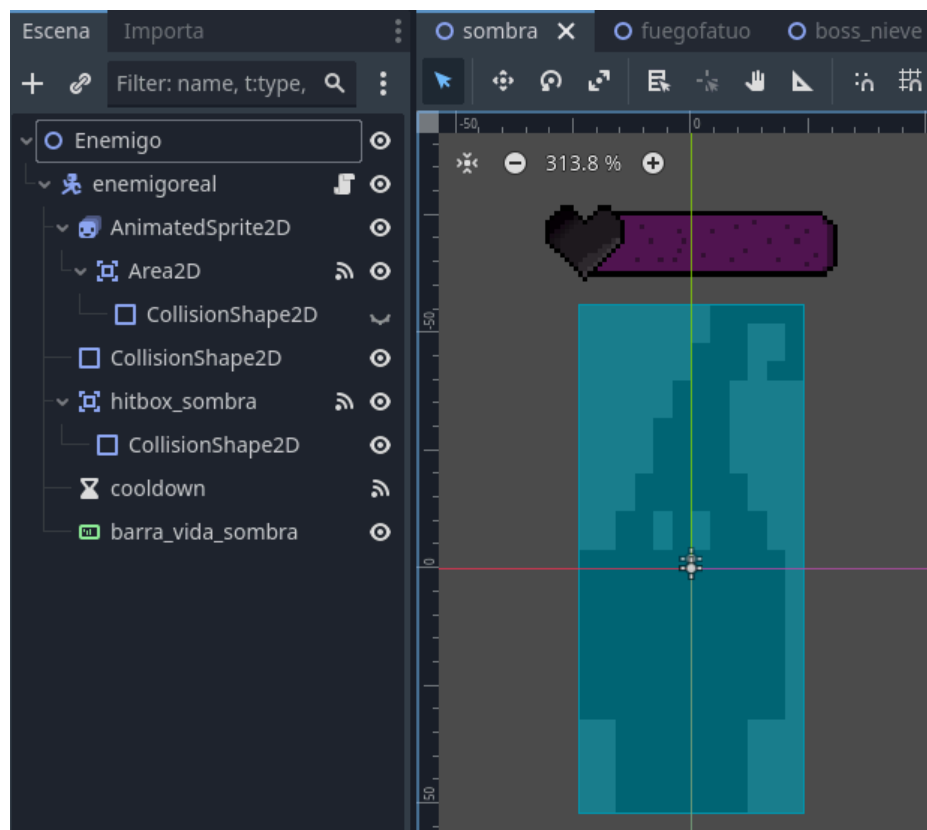 Escena Importa
sombra fuegofatuo boss_nieve
Filter: name, t:type,
-50 0
Enemigo
313.8 %
enemigoreal
AnimatedSprite2D
Area2D
CollisionShape2D
-50
CollisionShape2D
hitbox_sombra
CollisionShape2D
cooldown
barra_vida_sombra
0
50